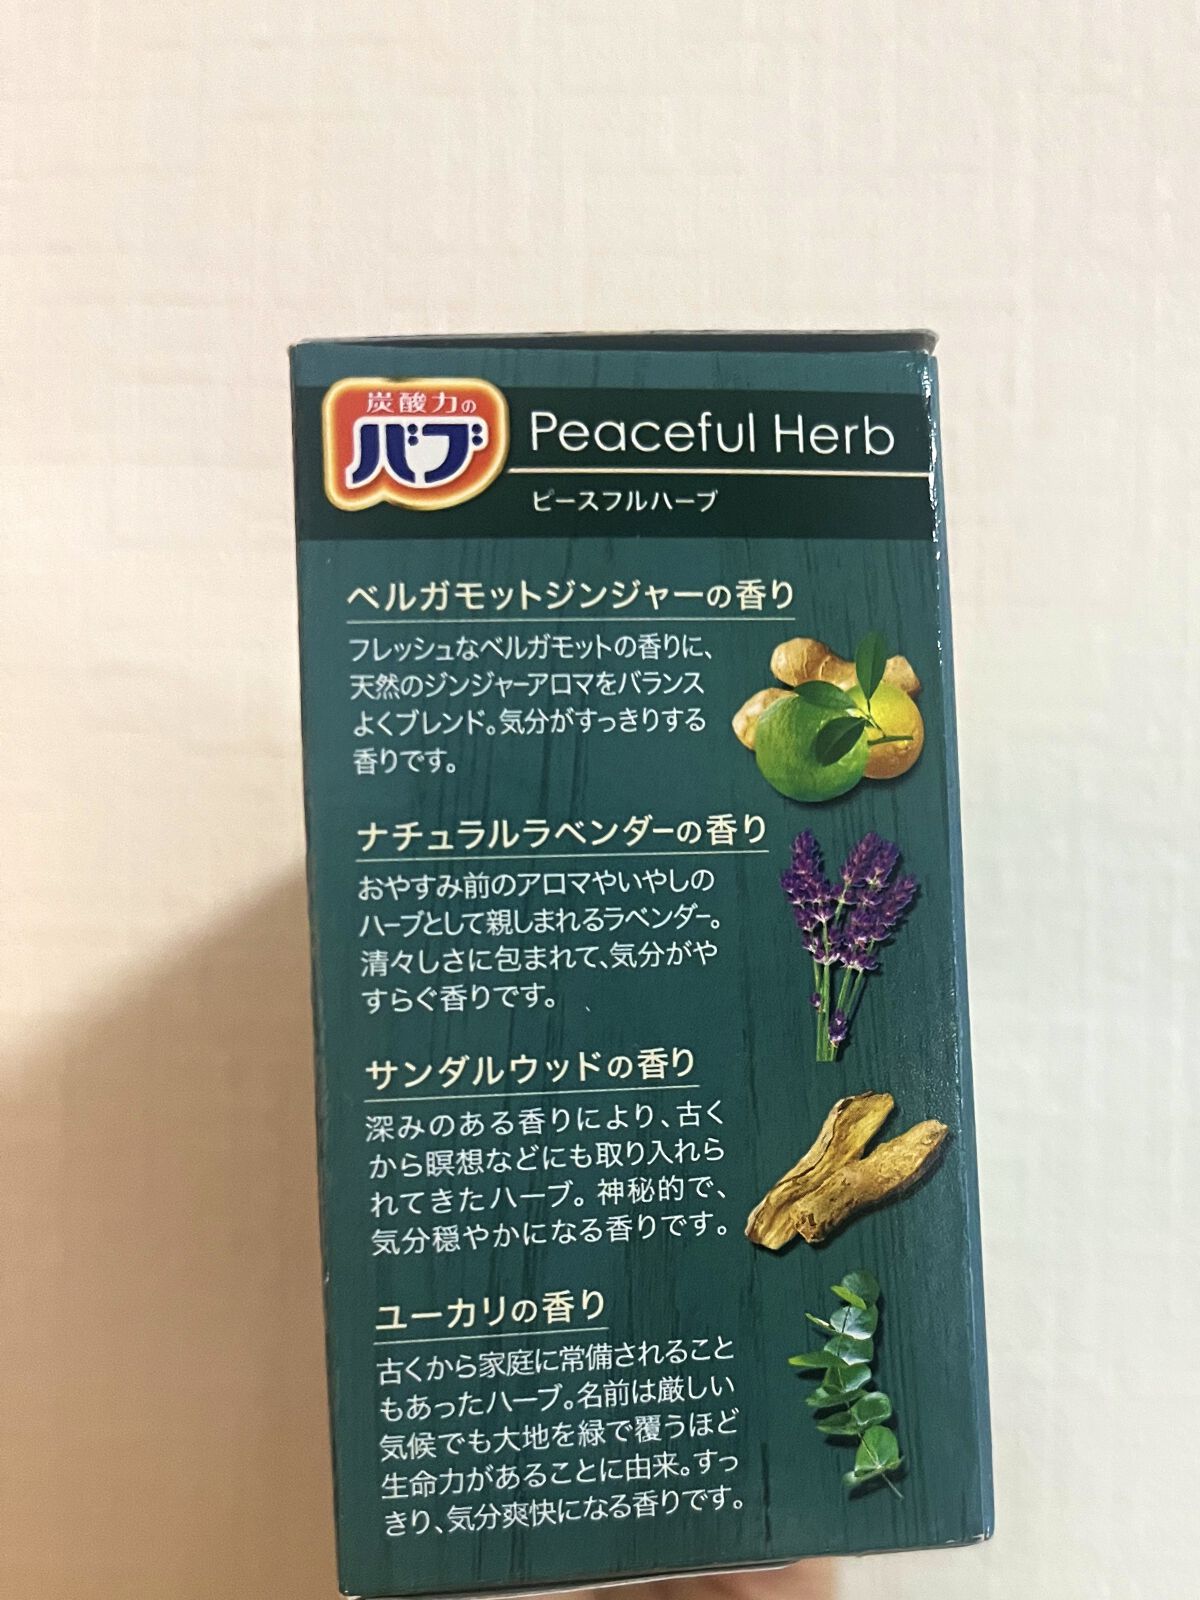 炭酸力の
バブ
Peaceful Herb
ピースフルハーブ
ベルガモットジンジャーの香り
フレッシュなベルガモットの香りに、
天然のジンジャーアロマをバランス
よくブレンド。気分がすっきりする
香りです。
ナチュラルラベンダーの香り
おやすみ前のアロマやいやしの
ハーブとして親しまれるラベンダー。
清々しさに包まれて、気分がや
すらぐ香りです。
サンダルウッドの香り
深みのある香りにより、古く
から瞑想などにも取り入れら
れてきたハーブ。神秘的で、
気分穏やかになる香りです。
ユーカリの香り
古くから家庭に常備されること
もあったハーブ。名前は厳しい
気候でも大地を緑で覆うほど
生命力があることに由来。すっ
きり、気分爽快になる香りです。